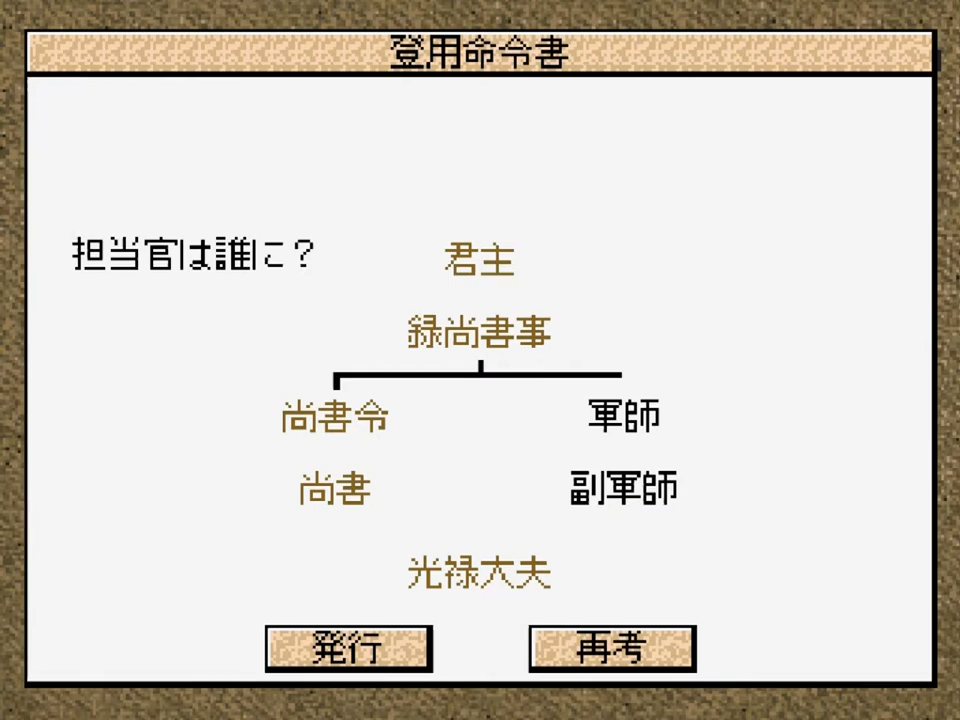 登用命令書
担当官は誰に？
君主
録尚書事
尚書令 軍師
尚書 副軍師
光禄大夫
発行 再考